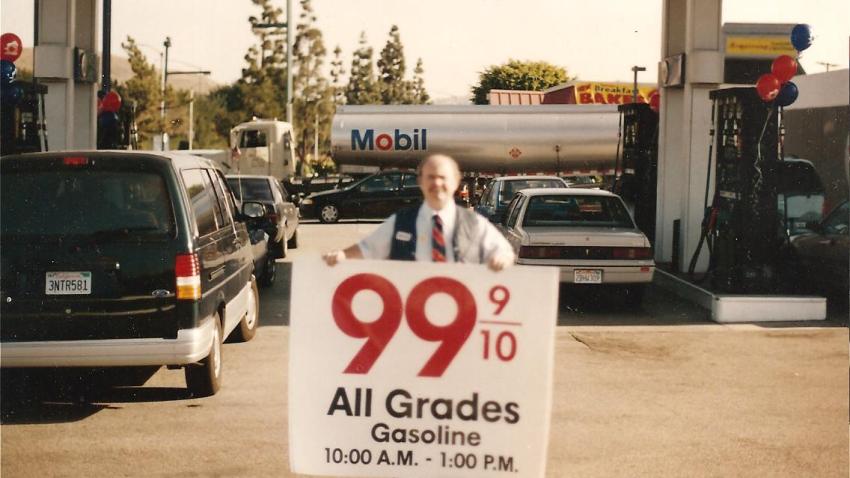 Mobil
Breakfast
3NTR581
99 9/10
All Grades
Gasoline
10:00 A.M. - 1:00 P.M.